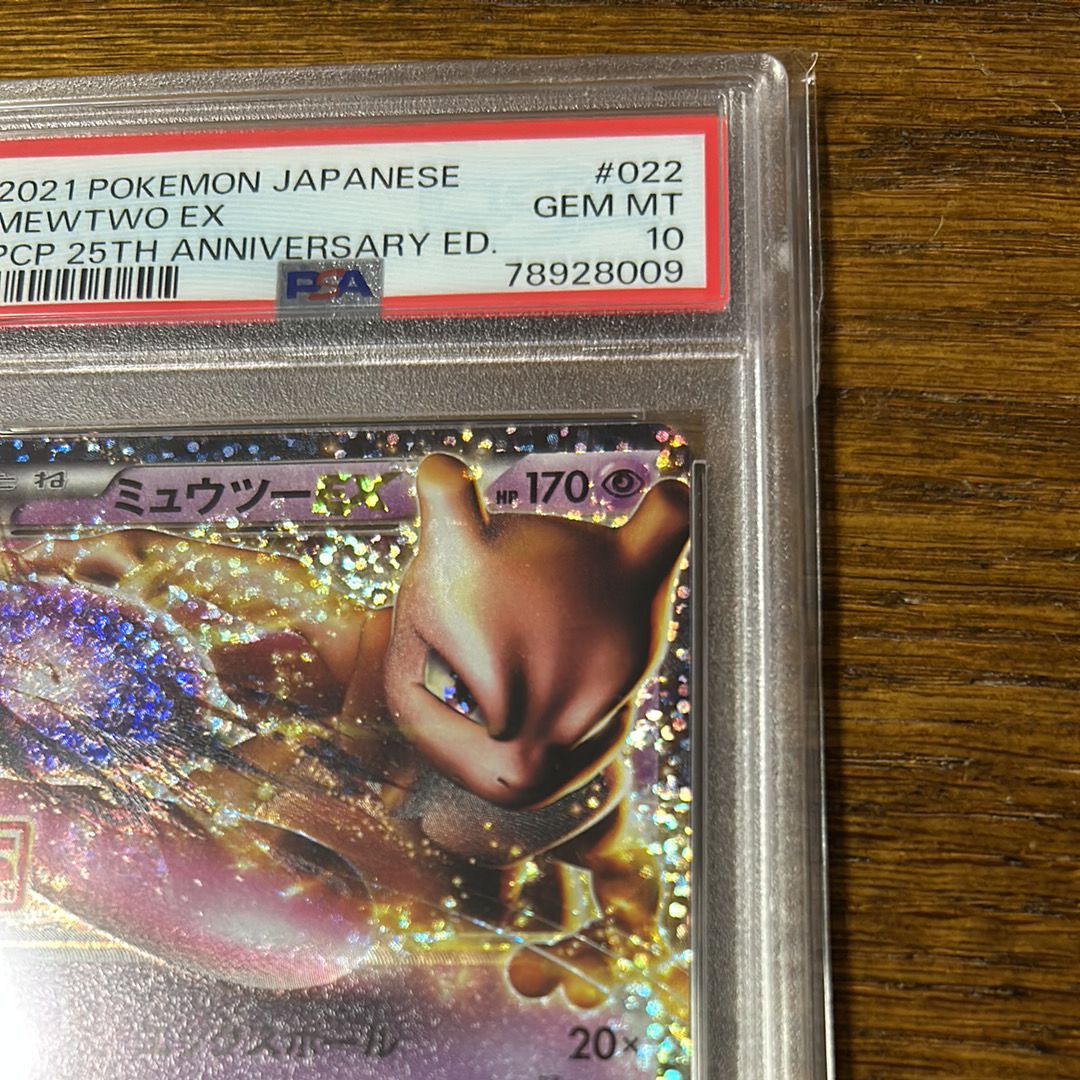 2021 POKEMON JAPANESE #022
MEWTWO EX GEM MT
PCP 25TH ANNIVERSARY ED. 10
PSA 78928009
ミュウツーEX HP 170
20×